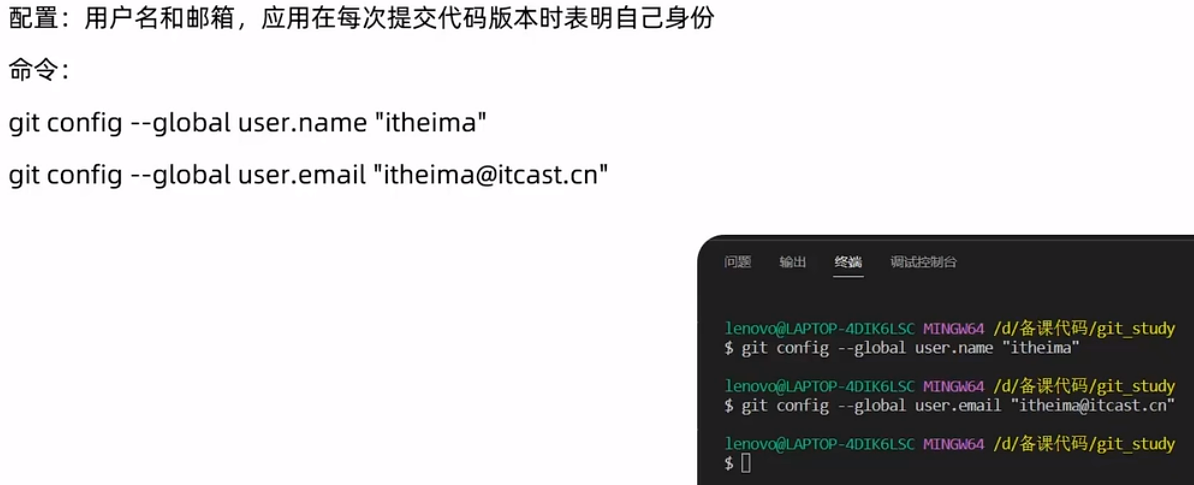 配置：用户名和邮箱，应用在每次提交代码版本时表明自己身份
命令：
git config --global user.name "itheima"
git config --global user.email "itheima@itcast.cn"
问题 输出 终端 调试控制台
lenovo@LAPTOP-4DIK6LSC MINGW64 /d/备课代码/git_study
$ git config --global user.name "itheima"
lenovo@LAPTOP-4DIK6LSC MINGW64 /d/备课代码/git_study
$ git config --global user.email "itheima@itcast.cn"
lenovo@LAPTOP-4DIK6LSC MINGW64 /d/备课代码/git_study
$